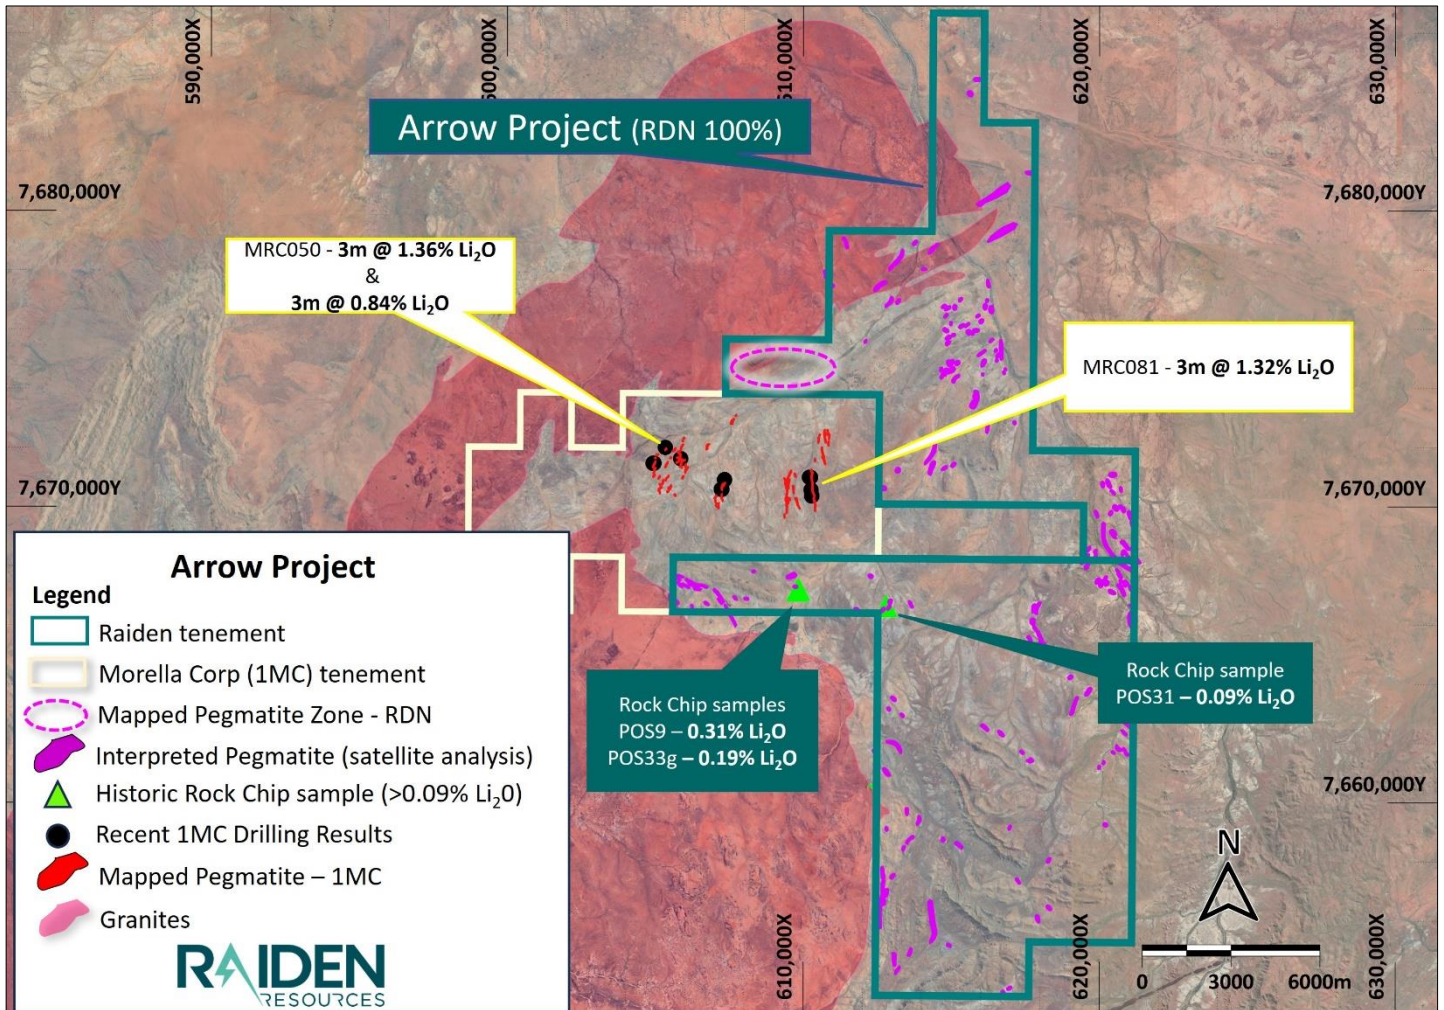 590,000X
600,000X
610,000X
620,000X
630,000X
Arrow Project (RDN 100%)
7,680,000Y
7,680,000Y
MRC050 - 3m @ 1.36% Li₂O
&
3m @ 0.84% Li₂O
MRC081 - 3m @ 1.32% Li₂O
7,670,000Y
7,670,000Y
Arrow Project
Legend
Raiden tenement
Morella Corp (1MC) tenement
Mapped Pegmatite Zone - RDN
Interpreted Pegmatite (satellite analysis)
Historic Rock Chip sample (>0.09% Li₂0)
Recent 1MC Drilling Results
Mapped Pegmatite – 1MC
Granites
RAIDEN
RESOURCES
Rock Chip samples
POS9 – 0.31% Li₂O
POS33g – 0.19% Li₂O
Rock Chip sample
POS31 – 0.09% Li₂O
7,660,000Y
N
0 3000 6000m
610,000X
620,000X
630,000X